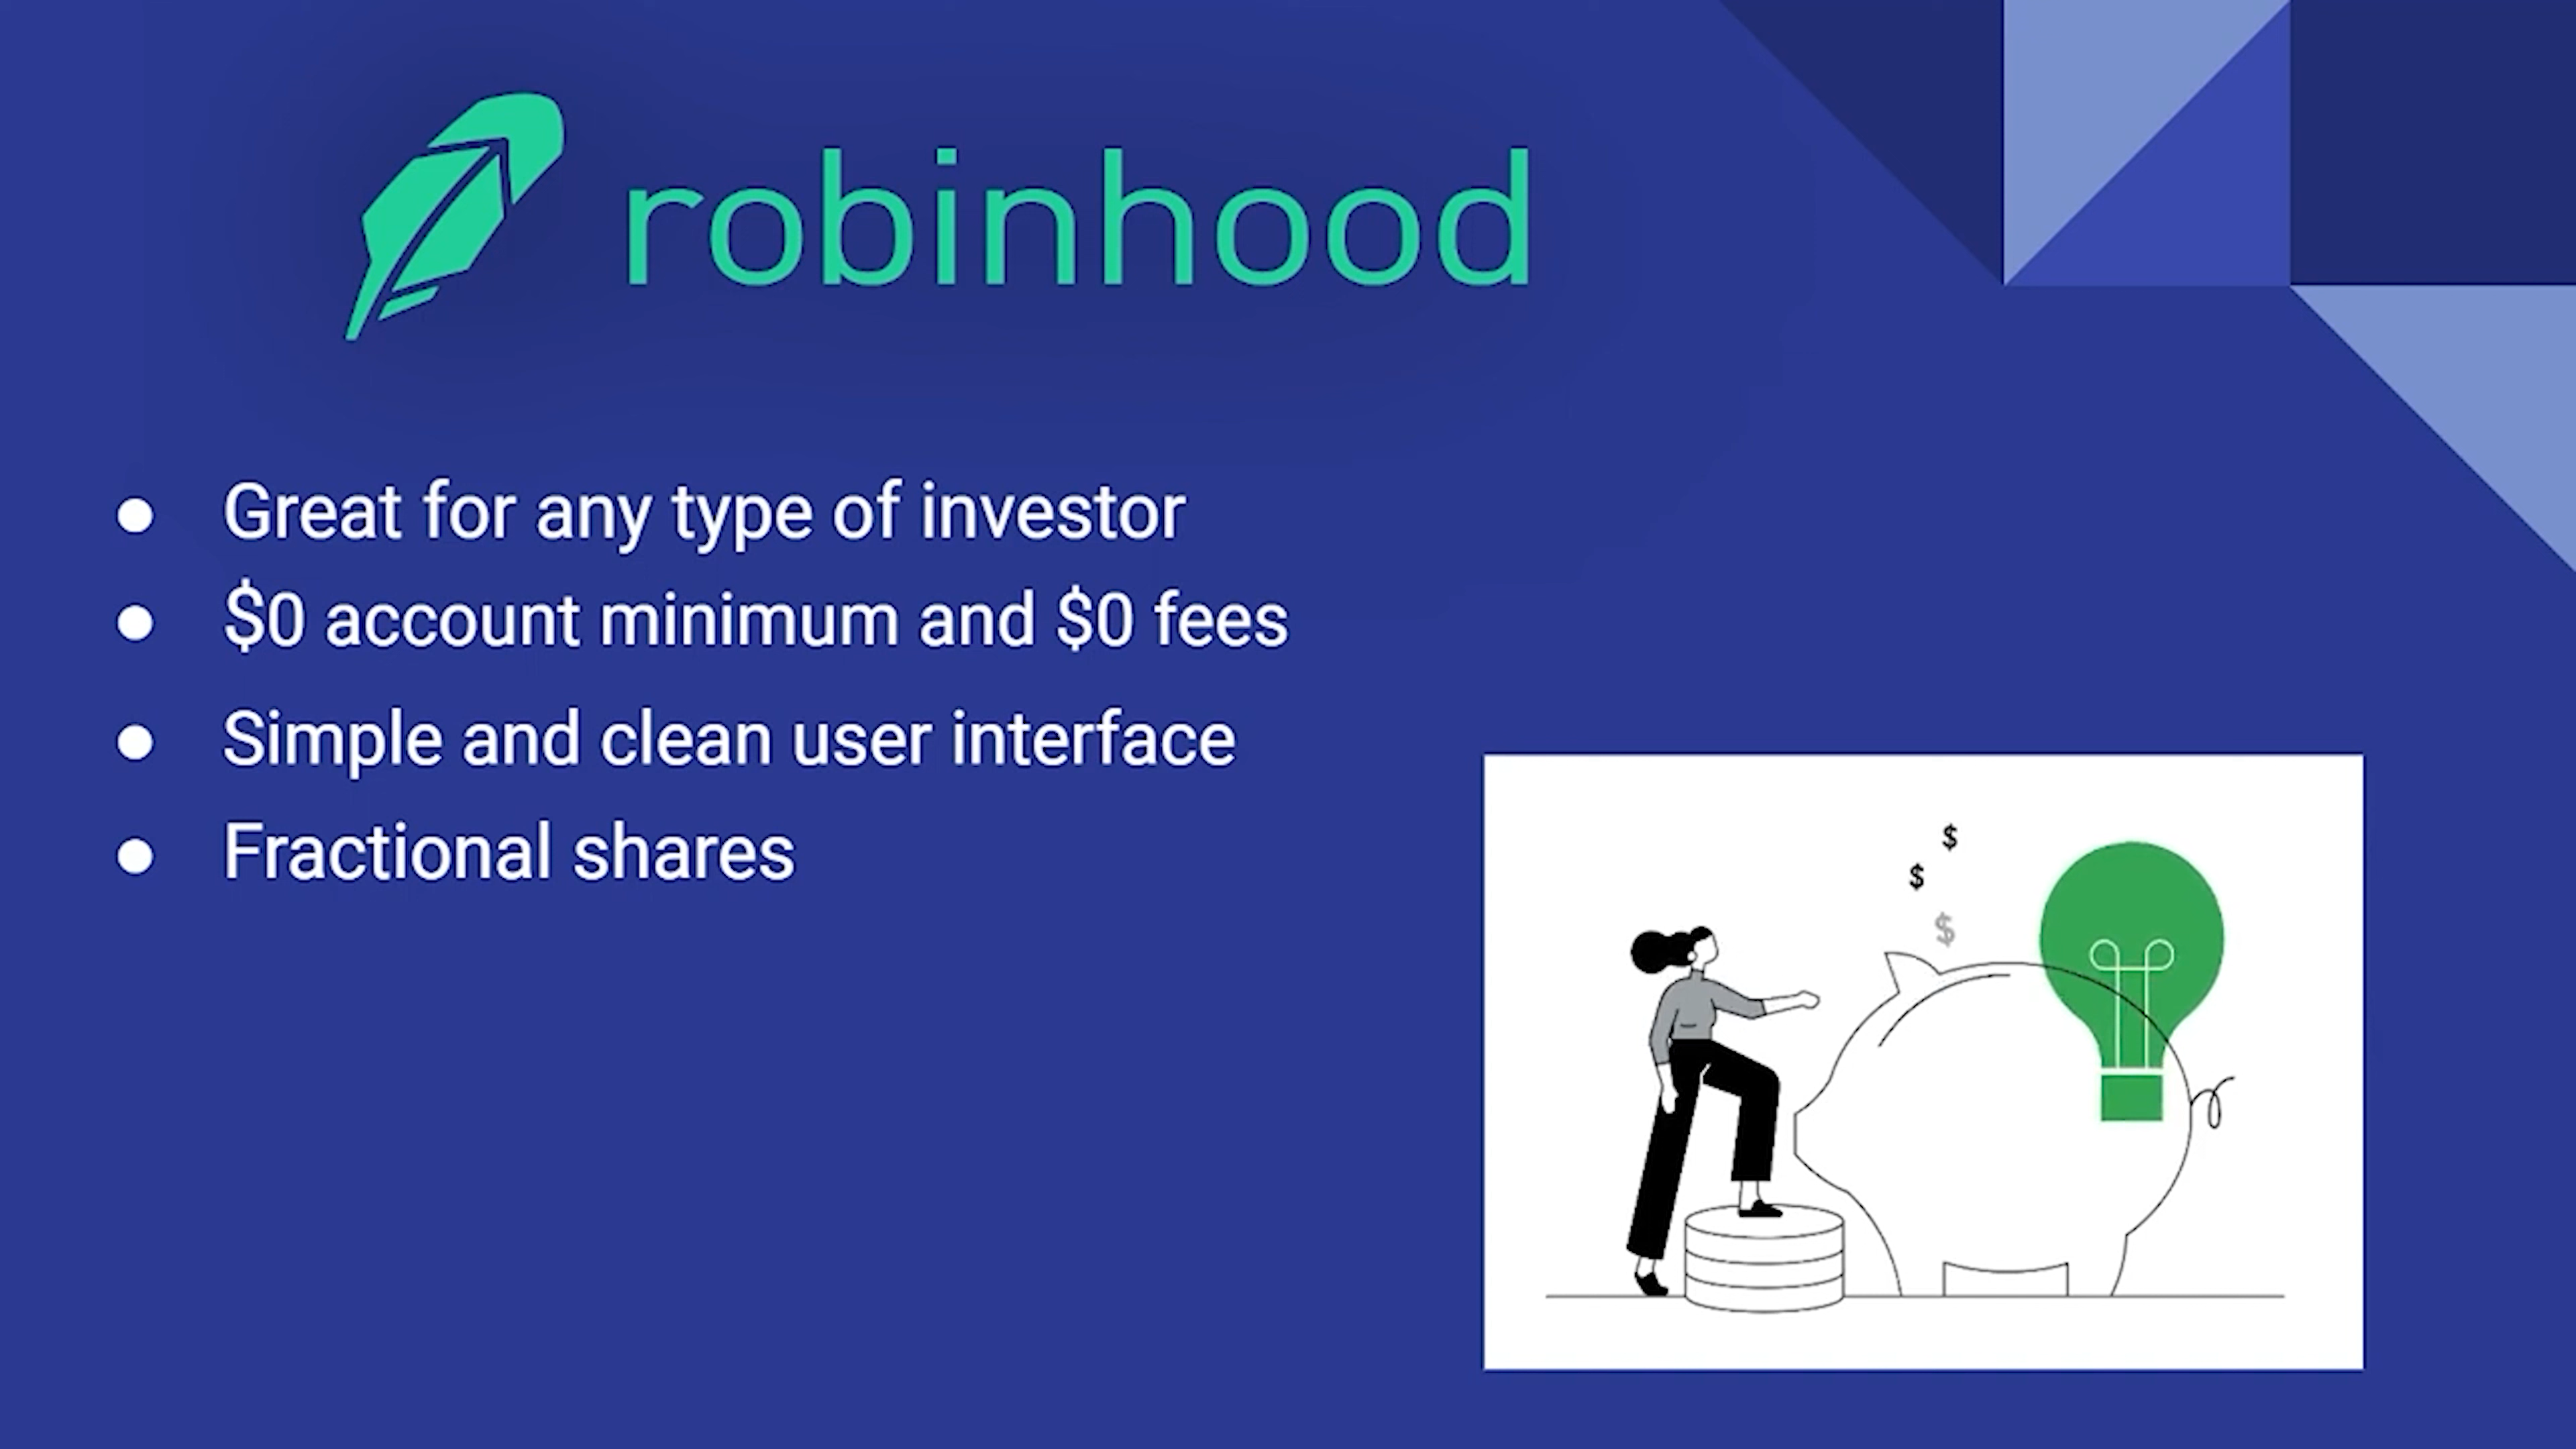 robinhood
Great for any type of investor
$0 account minimum and $0 fees
Simple and clean user interface
Fractional shares
$
$
$